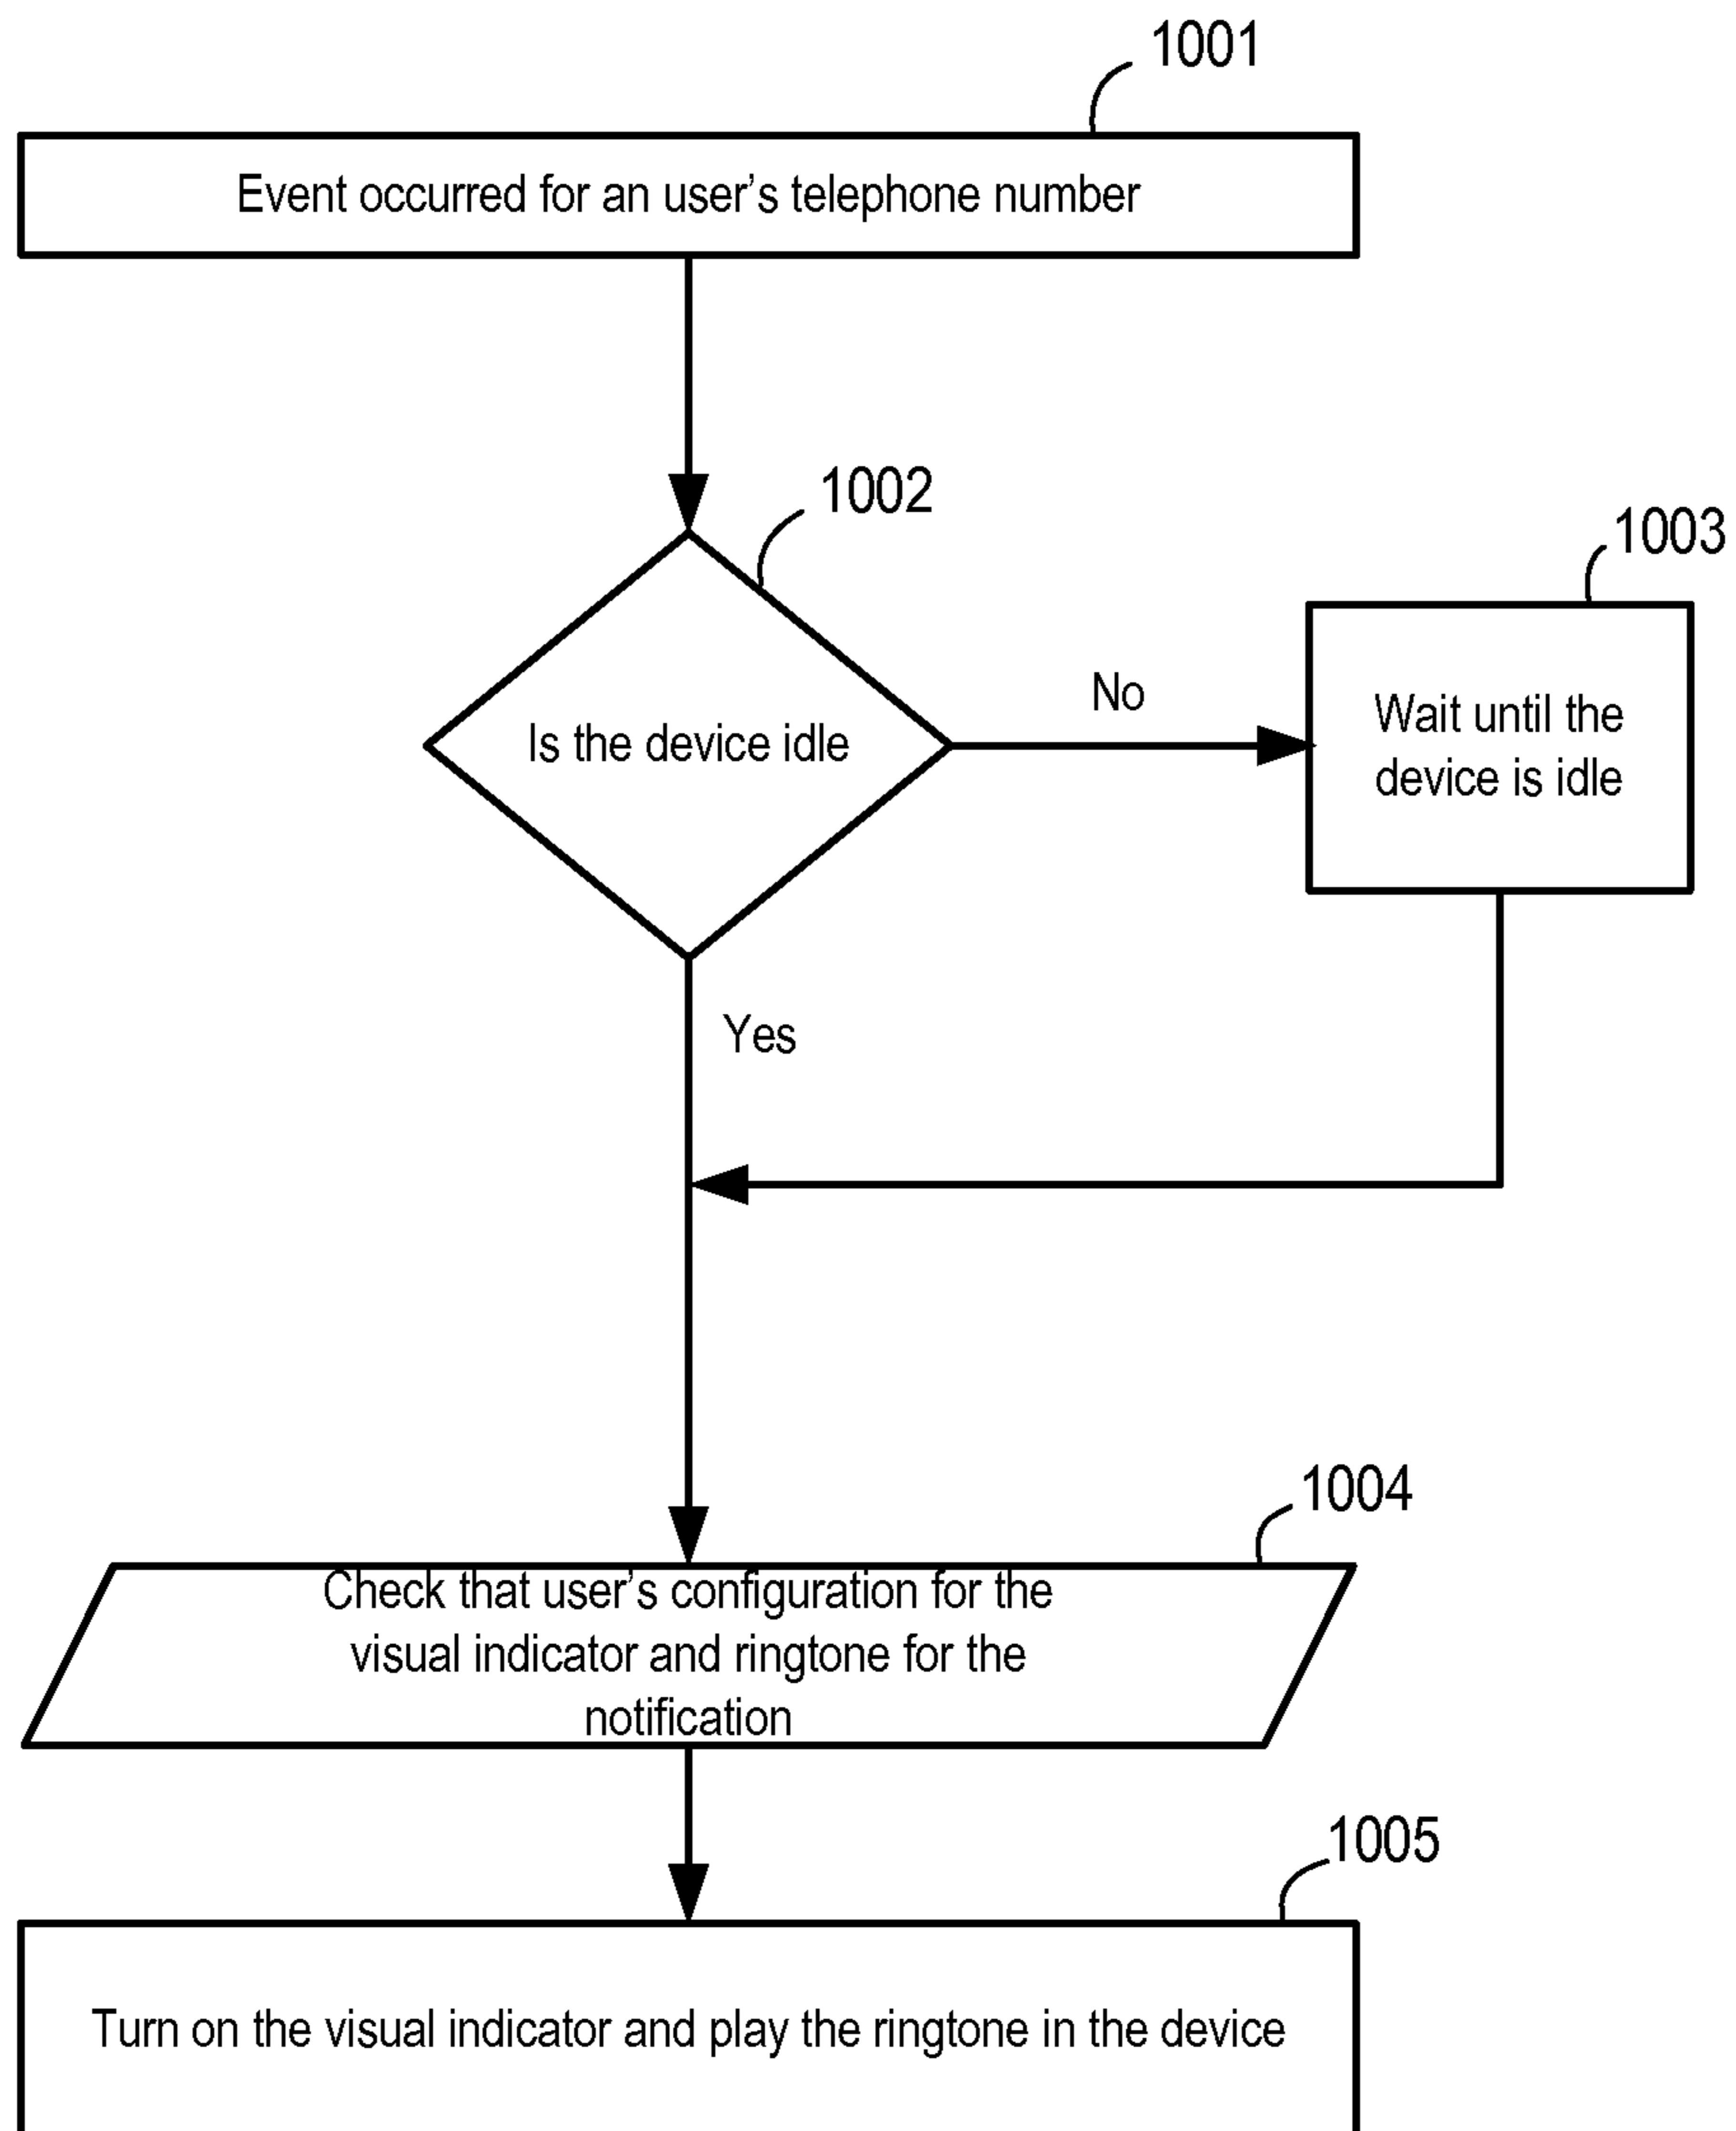 1001
Event occurred for an user's telephone number
1002
1003
Is the device idle
No
Wait until the
device is idle
Yes
1004
Check that user's configuration for the
visual indicator and ringtone for the
notification
1005
Turn on the visual indicator and play the ringtone in the device